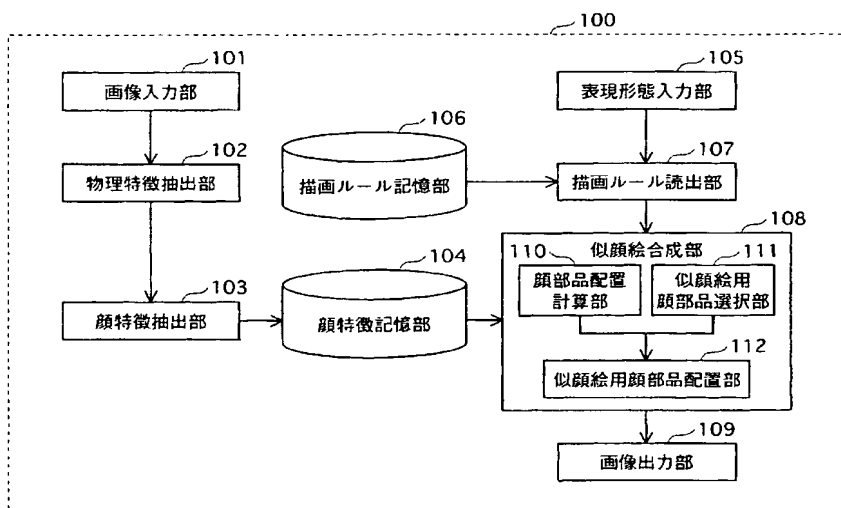 100
101
画像入力部
105
表現形態入力部
106
描画ルール記憶部
102
物理特徴抽出部
107
描画ルール読出部
108
似顔絵合成部
110
顔部品配置
計算部
111
似顔絵用
顔部品選択部
103
顔特徴抽出部
104
顔特徴記憶部
112
似顔絵用顔部品配置部
109
画像出力部